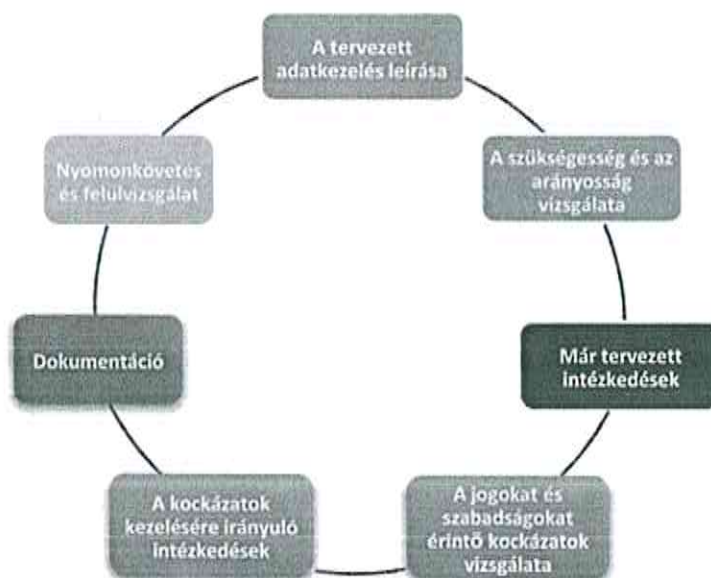 A tervezett
adatkezelés leírása
A szükségesség és az
arányosság
vizsgálata
Már tervezett
intézkedések
A jogokat és
szabadságokat
érintő kockázatok
vizsgálata
A kockázatok
kezelésére irányuló
intézkedések
Dokumentáció
Nyomonkövetés
és felülvizsgálat